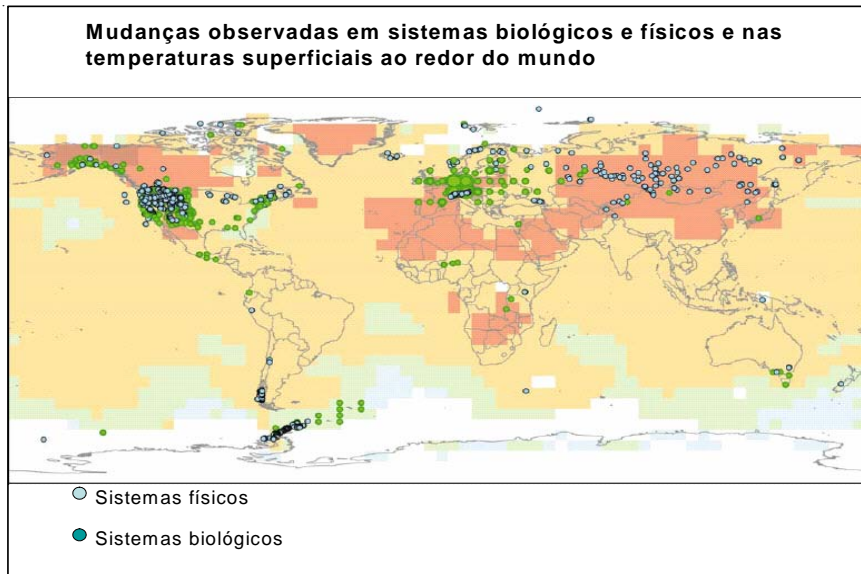 Mudanças observadas em sistemas biológicos e físicos e nas
temperaturas superficiais ao redor do mundo
Sistemas físicos
Sistemas biológicos